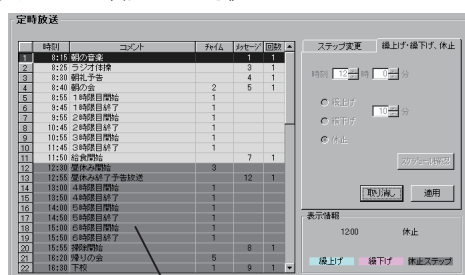 定時放送
時刻 コメント チャイム メッセージ 回数
1 8:15 朝の音楽 1 1
2 8:25 ラジオ体操 3 1
3 8:30 朝礼予告 4 1
4 8:40 朝の会 2 5 1
5 8:55 1時限目開始 1
6 9:45 1時限目終了 1
7 9:55 2時限目開始 1
8 10:45 2時限目終了 1
9 10:55 3時限目開始 1
10 11:45 3時限目終了 1
11 11:50 給食開始 7 1
12 12:30 昼休み開始 3
13 12:55 昼休み終了予告放送 12 1
14 13:00 4時限目開始 1
15 13:50 4時限目終了 1
16 14:00 5時限目開始 1
17 14:50 5時限目終了 1
18 15:00 6時限目開始 1
19 15:50 6時限目終了 1
20 15:55 掃除開始 8 1
21 16:20 帰りの会 5
22 16:30 下校 1 9 1
ステップ変更 繰上げ・繰下げ、休止
時刻 12 時 0 分
繰上げ
10 分
繰下げ
休止
スケジュール確認
取り消し 適用
表示情報
1200 休止
繰上げ 繰下げ 休止ステップ